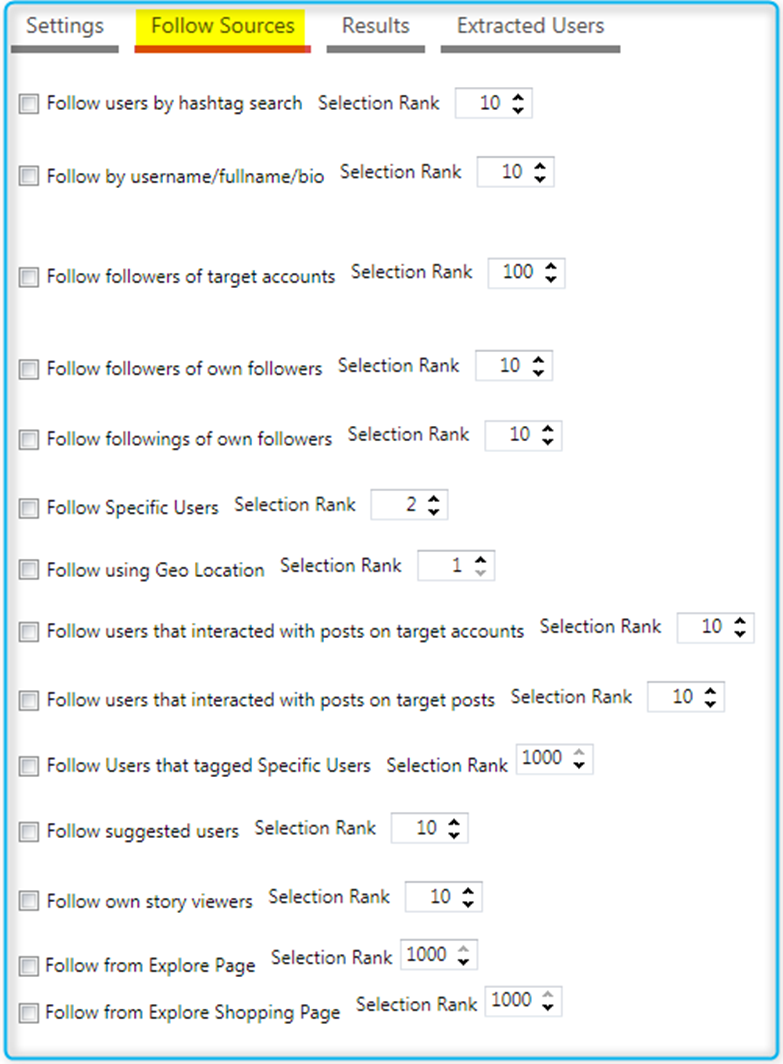 Settings Follow Sources Results Extracted Users
Follow users by hashtag search Selection Rank 10
Follow by username/fullname/bio Selection Rank 10
Follow followers of target accounts Selection Rank 100
Follow followers of own followers Selection Rank 10
Follow followings of own followers Selection Rank 10
Follow Specific Users Selection Rank 2
Follow using Geo Location Selection Rank 1
Follow users that interacted with posts on target accounts Selection Rank 10
Follow users that interacted with posts on target posts Selection Rank 10
Follow Users that tagged Specific Users Selection Rank 1000
Follow suggested users Selection Rank 10
Follow own story viewers Selection Rank 10
Follow from Explore Page Selection Rank 1000
Follow from Explore Shopping Page Selection Rank 1000